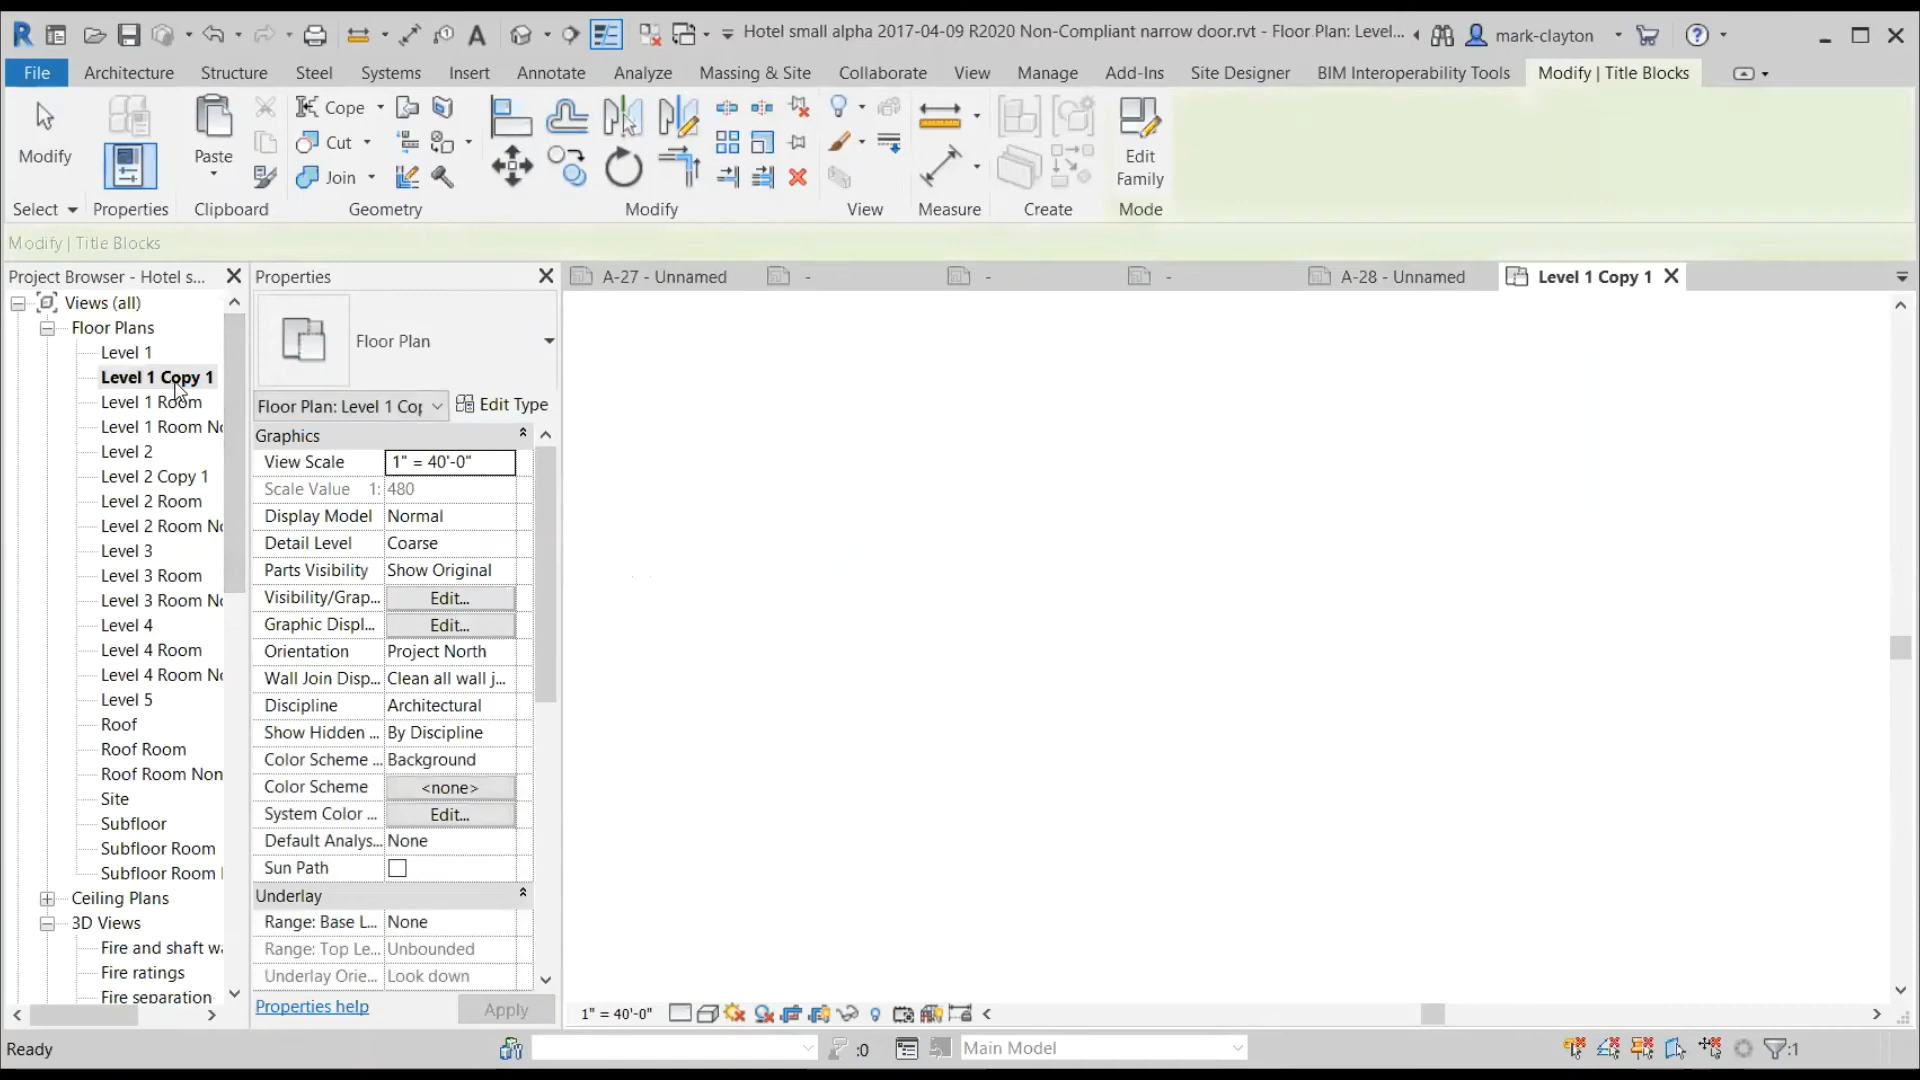 Hotel small alpha 2017-04-09 R2020 Non-Compliant narrow door.rvt - Floor Plan: Level...
mark-clayton
File Architecture Structure Steel Systems Insert Annotate Analyze Massing & Site Collaborate View Manage Add-Ins Site Designer BIM Interoperability Tools Modify | Title Blocks
Modify
Paste
Cope
Cut
Join
Edit
Family
Select Properties Clipboard Geometry Modify View Measure Create Mode
Modify | Title Blocks
Project Browser - Hotel s...
Views (all)
Floor Plans
Level 1
Level 1 Copy 1
Level 1 Room
Level 1 Room No
Level 2
Level 2 Copy 1
Level 2 Room
Level 2 Room No
Level 3
Level 3 Room
Level 3 Room No
Level 4
Level 4 Room
Level 4 Room No
Level 5
Roof
Roof Room
Roof Room Non
Site
Subfloor
Subfloor Room
Subfloor Room
Ceiling Plans
3D Views
Fire and shaft wa
Fire ratings
Fire separation
Properties
Floor Plan
Floor Plan: Level 1 Cop Edit Type
Graphics
View Scale 1" = 40'-0"
Scale Value 1: 480
Display Model Normal
Detail Level Coarse
Parts Visibility Show Original
Visibility/Grap... Edit...
Graphic Displ... Edit...
Orientation Project North
Wall Join Disp... Clean all wall j...
Discipline Architectural
Show Hidden ... By Discipline
Color Scheme ... Background
Color Scheme <none>
System Color ... Edit...
Default Analys... None
Sun Path
Underlay
Range: Base L... None
Range: Top Le... Unbounded
Underlay Orie... Look down
Properties help Apply
A-27 - Unnamed - - - A-28 - Unnamed Level 1 Copy 1
1" = 40'-0"
Ready :0 Main Model :1